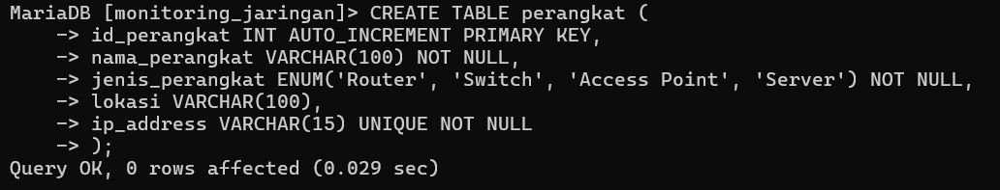 MariaDB [monitoring_jaringan]> CREATE TABLE perangkat (
    -> id_perangkat INT AUTO_INCREMENT PRIMARY KEY,
    -> nama_perangkat VARCHAR(100) NOT NULL,
    -> jenis_perangkat ENUM('Router', 'Switch', 'Access Point', 'Server') NOT NULL,
    -> lokasi VARCHAR(100),
    -> ip_address VARCHAR(15) UNIQUE NOT NULL
    -> );
Query OK, 0 rows affected (0.029 sec)